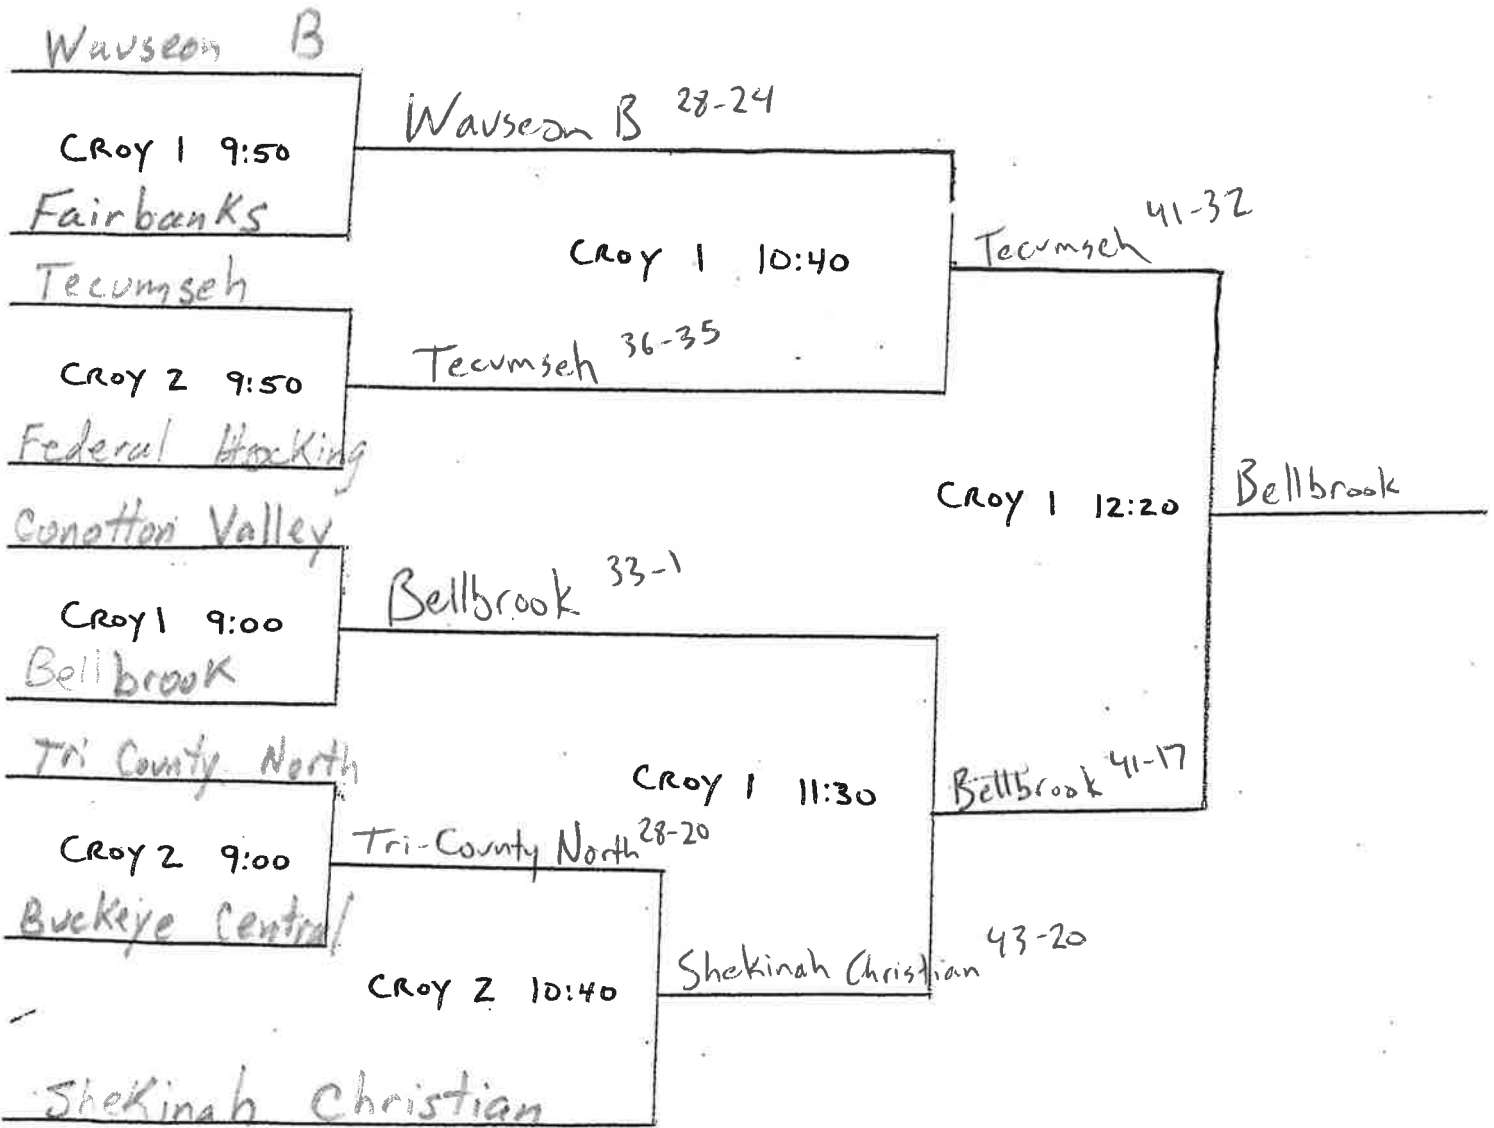 Wauseon B
Wauseon B 28-24
CROY 1 9:50
Fairbanks
Tecumseh 41-32
CROY 1 10:40
Tecumseh
Tecumseh 36-35
CROY 2 9:50
Federal Hocking
Bellbrook
CROY 1 12:20
Conotton Valley
Bellbrook 33-1
CROY 1 9:00
Bellbrook
Tri County North
Bellbrook 41-17
CROY 1 11:30
Tri-County North 28-20
CROY 2 9:00
Buckeye Central
Shekinah Christian 43-20
CROY 2 10:40
Shekinah Christian